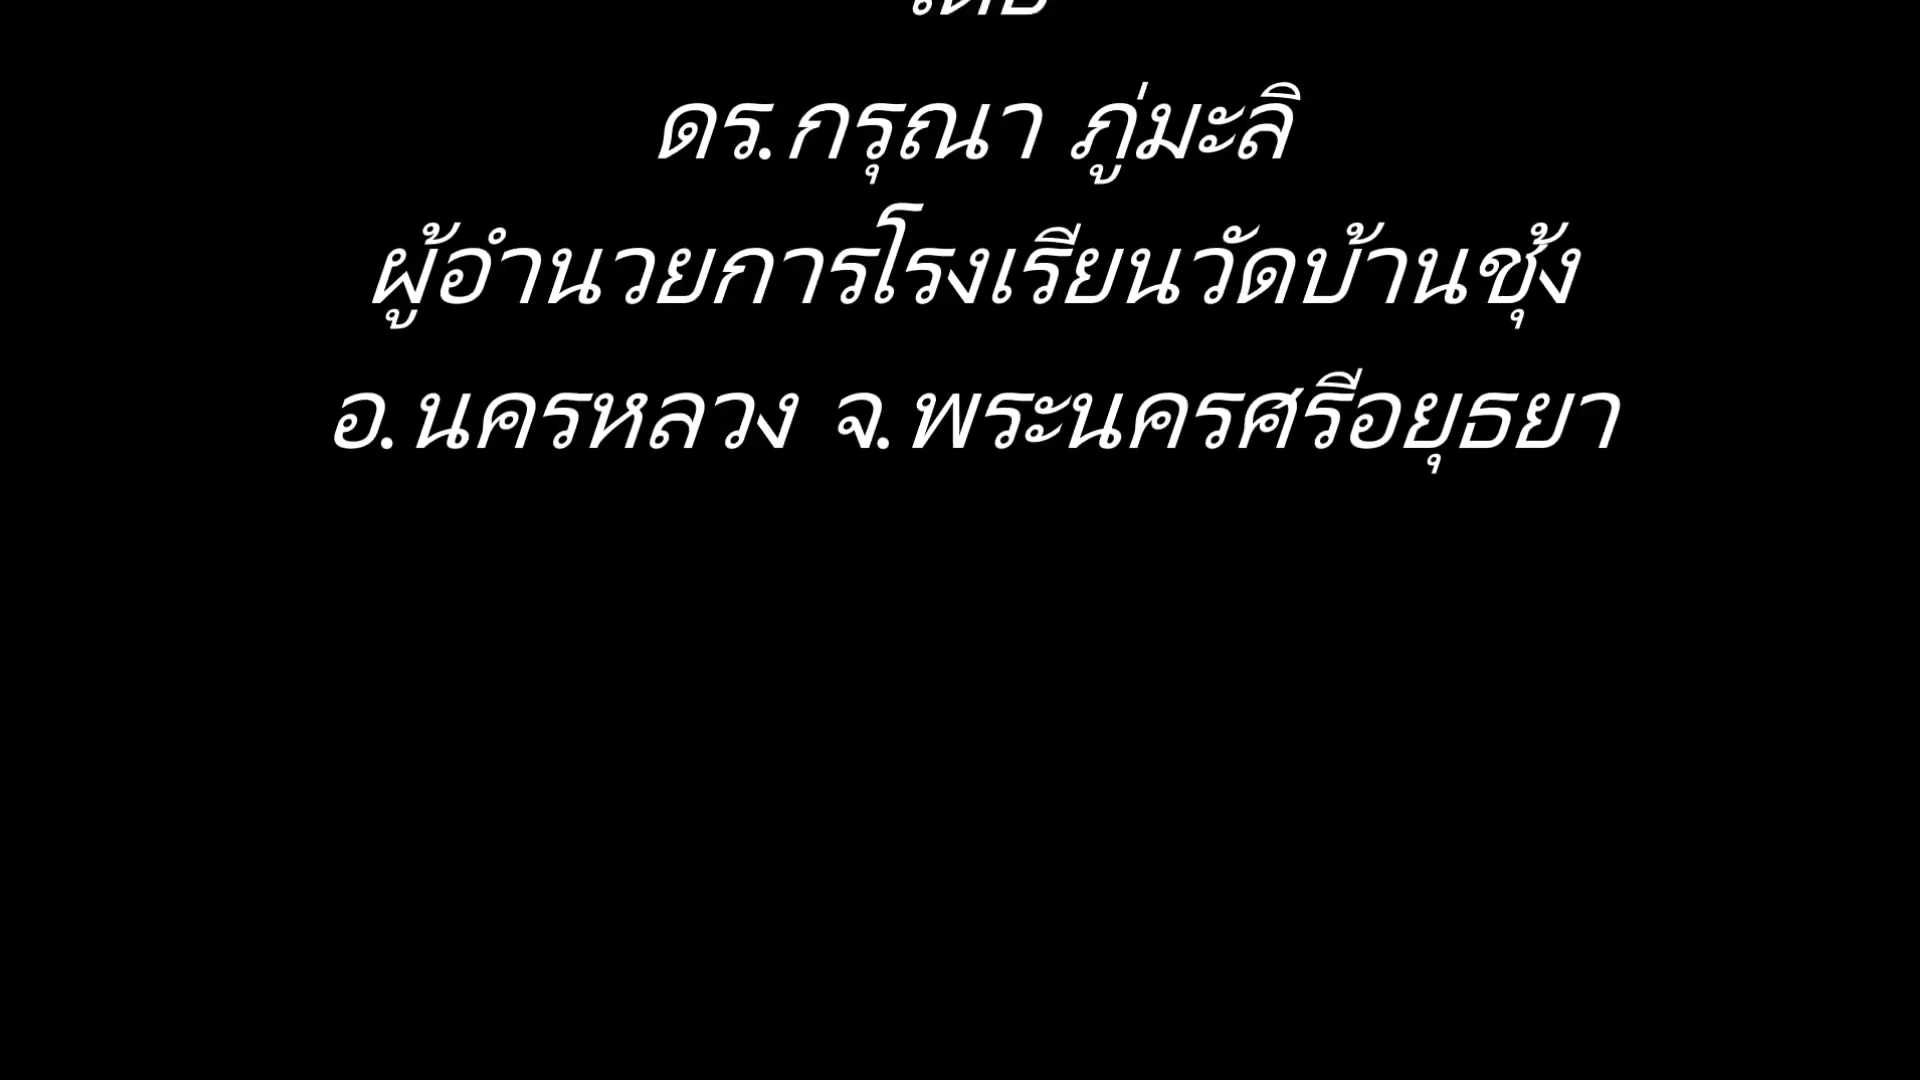 ดร.กรุณา ภู่มะลิ
ผู้อำนวยการโรงเรียนวัดบ้านชุ้ง
อ.นครหลวง จ.พระนครศรีอยุธยา